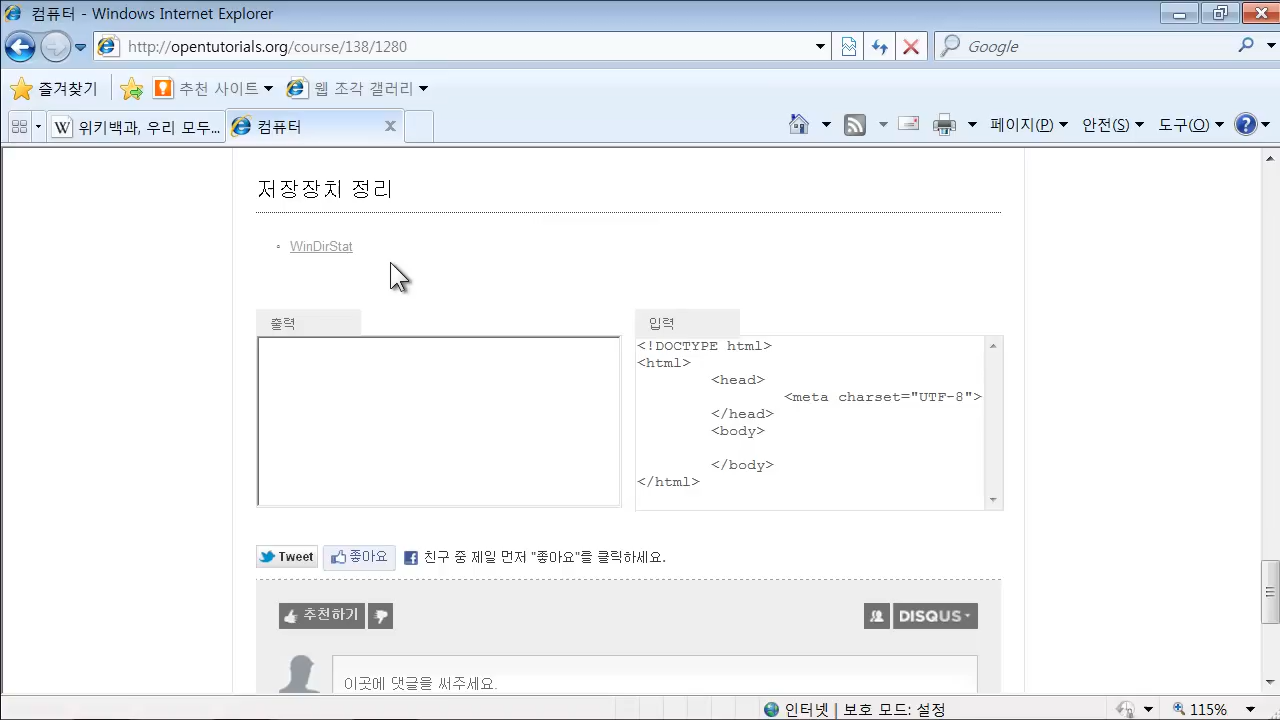 컴퓨터 - Windows Internet Explorer
http://opentutorials.org/course/138/1280
Google
즐겨찾기
추천 사이트
웹 조각 갤러리
위키백과, 우리 모두...
컴퓨터
페이지(P)
안전(S)
도구(O)
저장장치 정리
WinDirStat
출력
입력
<!DOCTYPE html>
<html>
<head>
<meta charset="UTF-8">
</head>
<body>
</body>
</html>
Tweet
좋아요
친구 중 제일 먼저 "좋아요"를 클릭하세요.
추천하기
DISQUS
이곳에 댓글을 써주세요.
인터넷 | 보호 모드: 설정
115%